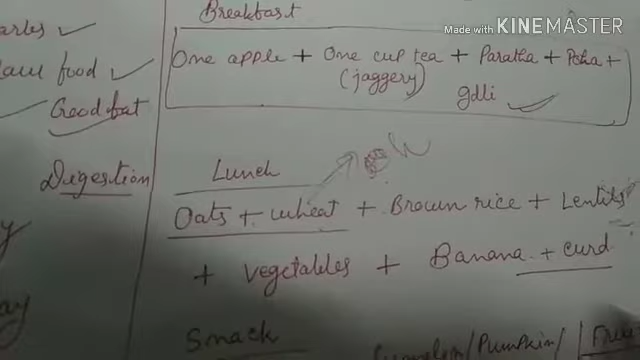 Breakfast
Made with KINEMASTER
One apple + One cup tea + Paratha + Poha +
(jaggery)
gdli
food
Good fat
Digestion
Lunch
Oats + wheat + Brown rice + Lentils
+ vegetables + Banana + curd
Snack
Pumpkin/